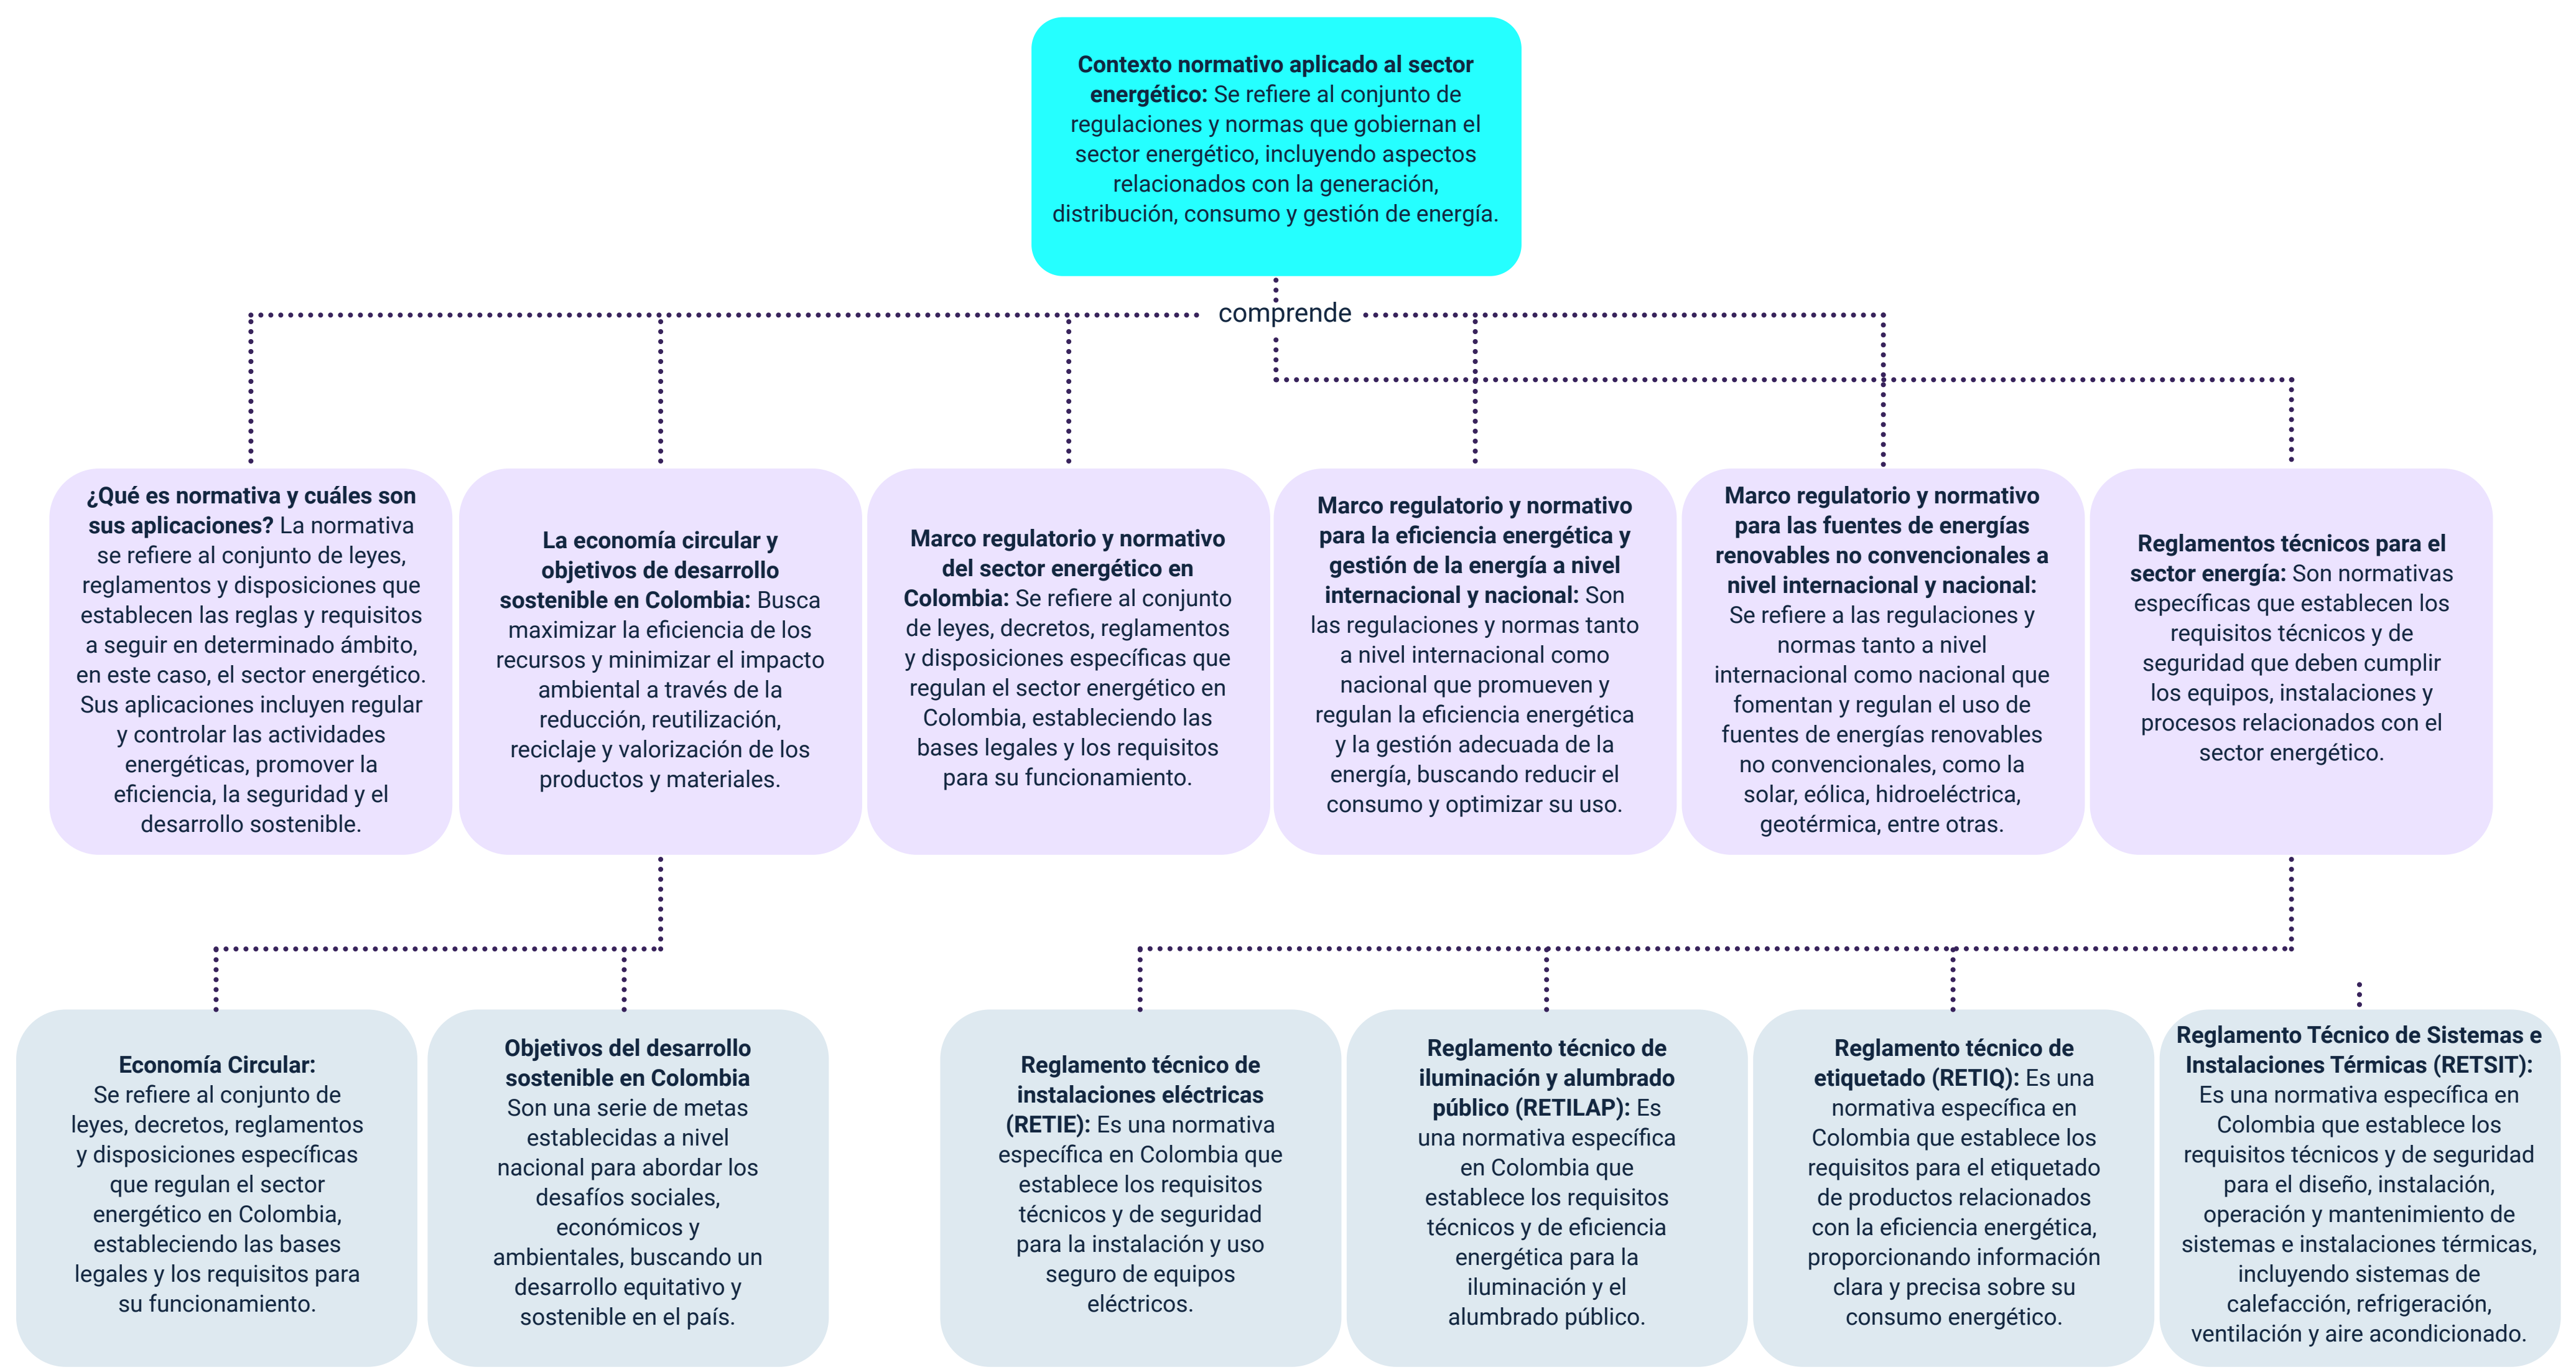 Contexto normativo aplicado al sector
energético: Se refiere al conjunto de
regulaciones y normas que gobiernan el
sector energético, incluyendo aspectos
relacionados con la generación,
distribución, consumo y gestión de energía.
comprende
¿Qué es normativa y cuáles son
sus aplicaciones? La normativa
se refiere al conjunto de leyes,
reglamentos y disposiciones que
establecen las reglas y requisitos
a seguir en determinado ámbito,
en este caso, el sector energético.
Sus aplicaciones incluyen regular
y controlar las actividades
energéticas, promover la
eficiencia, la seguridad y el
desarrollo sostenible.
La economía circular y
objetivos de desarrollo
sostenible en Colombia: Busca
maximizar la eficiencia de los
recursos y minimizar el impacto
ambiental a través de la
reducción, reutilización,
reciclaje y valorización de los
productos y materiales.
Marco regulatorio y normativo
del sector energético en
Colombia: Se refiere al conjunto
de leyes, decretos, reglamentos
y disposiciones específicas que
regulan el sector energético en
Colombia, estableciendo las
bases legales y los requisitos
para su funcionamiento.
Marco regulatorio y normativo
para la eficiencia energética y
gestión de la energía a nivel
internacional y nacional: Son
las regulaciones y normas tanto
a nivel internacional como
nacional que promueven y
regulan la eficiencia energética
y la gestión adecuada de la
energía, buscando reducir el
consumo y optimizar su uso.
Marco regulatorio y normativo
para las fuentes de energías
renovables no convencionales a
nivel internacional y nacional:
Se refiere a las regulaciones y
normas tanto a nivel
internacional como nacional que
fomentan y regulan el uso de
fuentes de energías renovables
no convencionales, como la
solar, eólica, hidroeléctrica,
geotérmica, entre otras.
Reglamentos técnicos para el
sector energía: Son normativas
específicas que establecen los
requisitos técnicos y de
seguridad que deben cumplir
los equipos, instalaciones y
procesos relacionados con el
sector energético.
Economía Circular:
Se refiere al conjunto de
leyes, decretos, reglamentos
y disposiciones específicas
que regulan el sector
energético en Colombia,
estableciendo las bases
legales y los requisitos para
su funcionamiento.
Objetivos del desarrollo
sostenible en Colombia
Son una serie de metas
establecidas a nivel
nacional para abordar los
desafíos sociales,
económicos y
ambientales, buscando un
desarrollo equitativo y
sostenible en el país.
Reglamento técnico de
instalaciones eléctricas
(RETIE): Es una normativa
específica en Colombia que
establece los requisitos
técnicos y de seguridad
para la instalación y uso
seguro de equipos
eléctricos.
Reglamento técnico de
iluminación y alumbrado
público (RETILAP): Es
una normativa específica
en Colombia que
establece los requisitos
técnicos y de eficiencia
energética para la
iluminación y el
alumbrado público.
Reglamento técnico de
etiquetado (RETIQ): Es una
normativa específica en
Colombia que establece los
requisitos para el etiquetado
de productos relacionados
con la eficiencia energética,
proporcionando información
clara y precisa sobre su
consumo energético.
Reglamento Técnico de Sistemas e
Instalaciones Térmicas (RETSIT):
Es una normativa específica en
Colombia que establece los
requisitos técnicos y de seguridad
para el diseño, instalación,
operación y mantenimiento de
sistemas e instalaciones térmicas,
incluyendo sistemas de
calefacción, refrigeración,
ventilación y aire acondicionado.